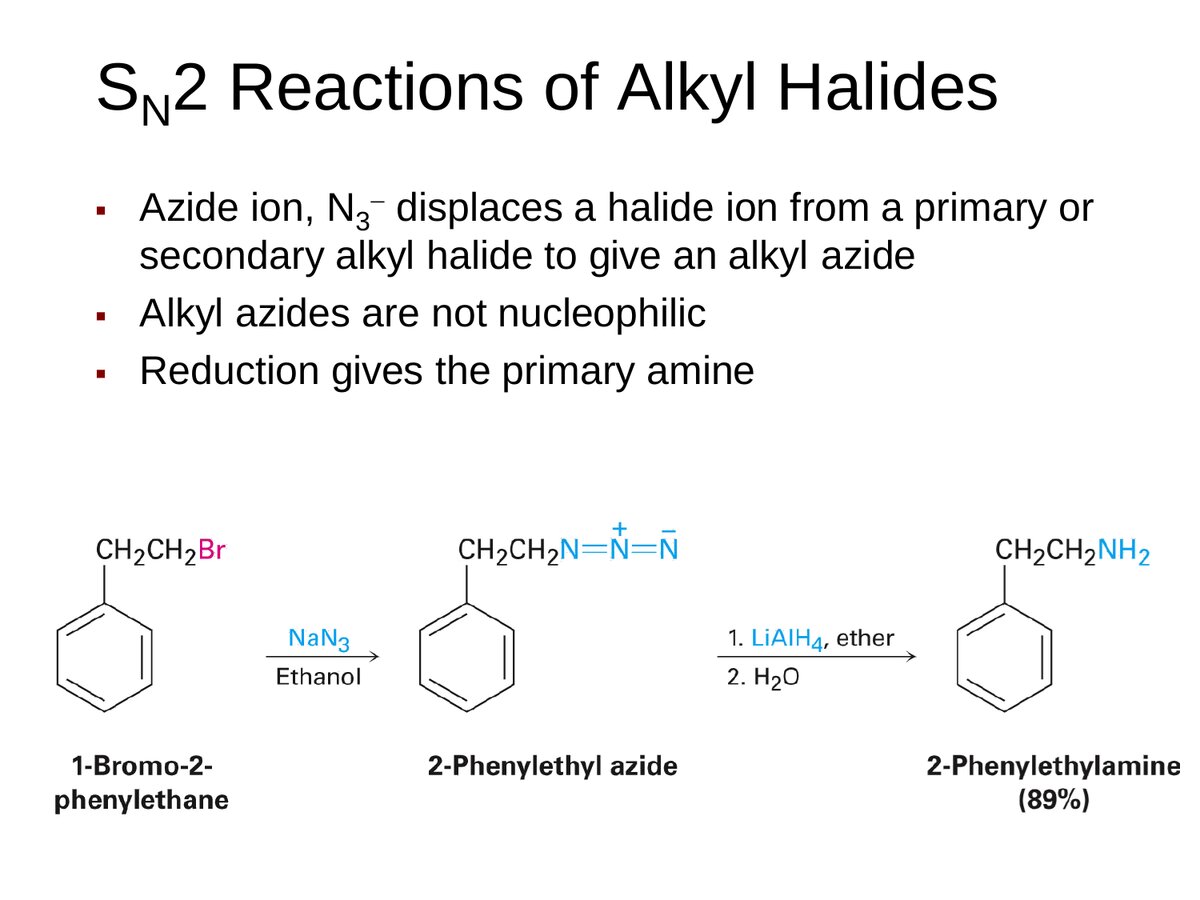 S_N2 Reactions of Alkyl Halides
▪ Azide ion, N₃⁻ displaces a halide ion from a primary or
secondary alkyl halide to give an alkyl azide
▪ Alkyl azides are not nucleophilic
▪ Reduction gives the primary amine
CH₂CH₂Br
CH₂CH₂N=N⁺=N⁻
CH₂CH₂NH₂
NaN₃
Ethanol
1. LiAlH₄, ether
2. H₂O
1-Bromo-2-
phenylethane
2-Phenylethyl azide
2-Phenylethylamine
(89%)